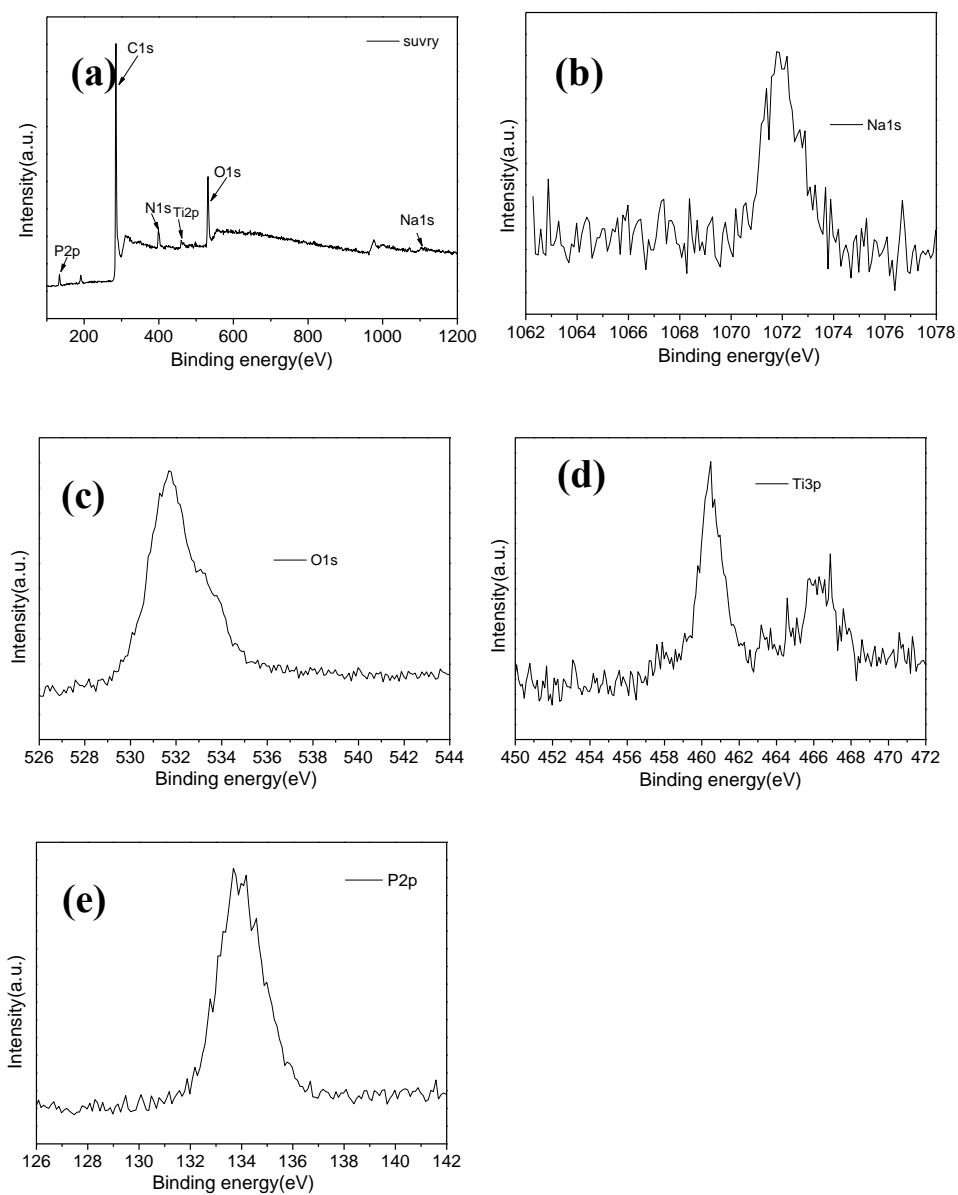 (a)
suvry
C1s
O1s
N1s
Ti2p
Na1s
P2p
Intensity(a.u.)
200 400 600 800 1000 1200
Binding energy(eV)
(b)
Na1s
Intensity(a.u.)
1062 1064 1066 1068 1070 1072 1074 1076 1078
Binding energy(eV)
(c)
O1s
Intensity(a.u.)
526 528 530 532 534 536 538 540 542 544
Binding energy(eV)
(d)
Ti3p
Intensity(a.u.)
450 452 454 456 458 460 462 464 466 468 470 472
Binding energy(eV)
(e)
P2p
Intensity(a.u.)
126 128 130 132 134 136 138 140 142
Binding energy(eV)